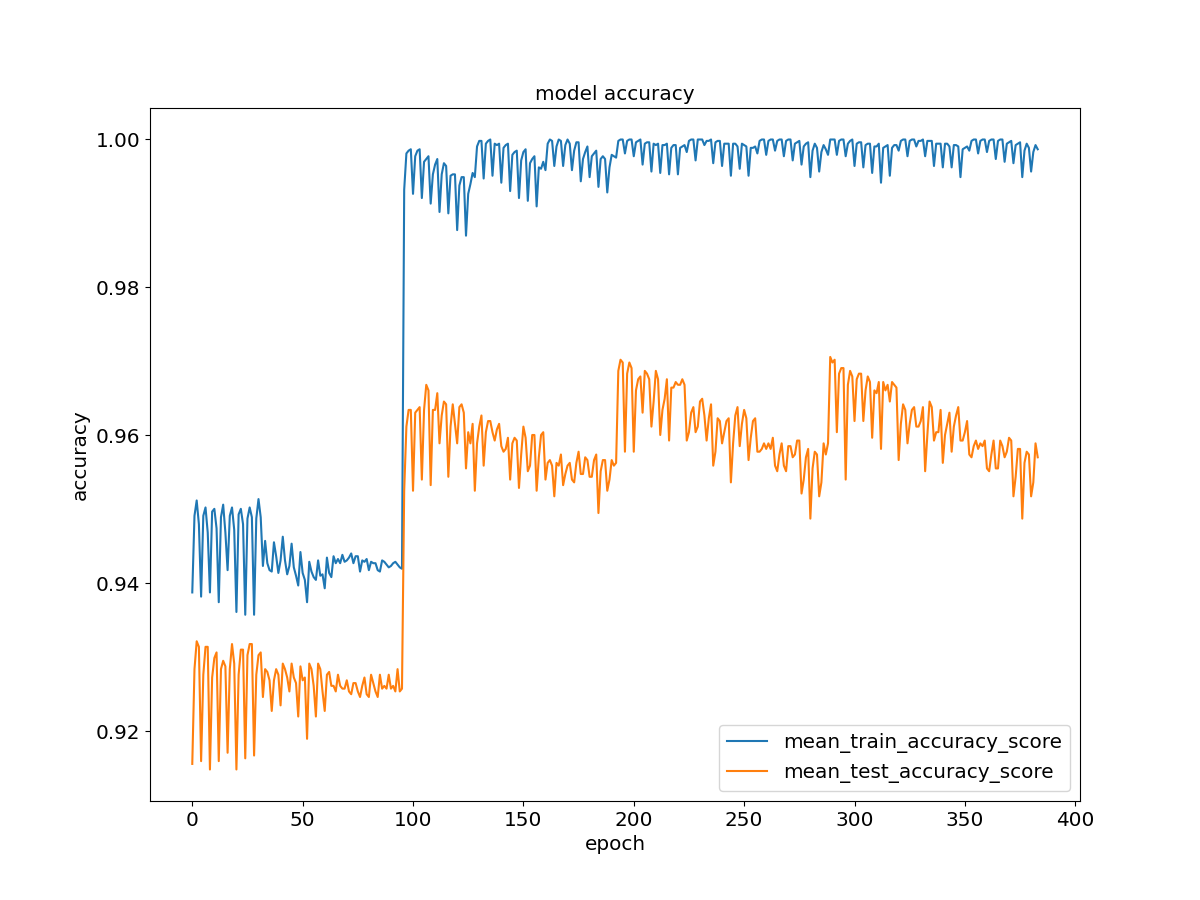 model accuracy
1.00
0.98
0.96
0.94
0.92
accuracy
0 50 100 150 200 250 300 350 400
epoch
mean_train_accuracy_score
mean_test_accuracy_score